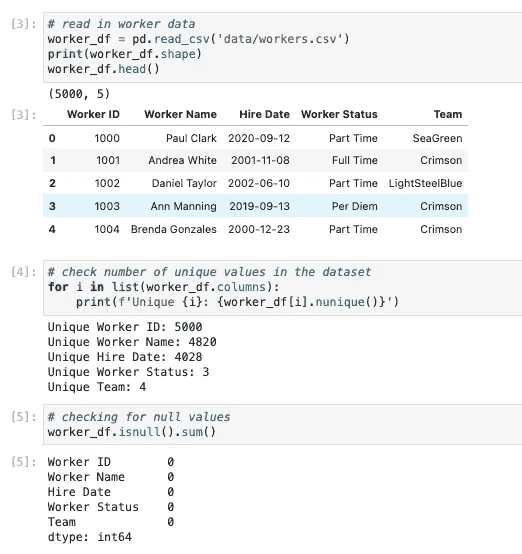 [3]: # read in worker data
worker_df = pd.read_csv('data/workers.csv')
print(worker_df.shape)
worker_df.head()
(5000, 5)
[3]: Worker ID Worker Name Hire Date Worker Status Team
0 1000 Paul Clark 2020-09-12 Part Time SeaGreen
1 1001 Andrea White 2001-11-08 Full Time Crimson
2 1002 Daniel Taylor 2002-06-10 Part Time LightSteelBlue
3 1003 Ann Manning 2019-09-13 Per Diem Crimson
4 1004 Brenda Gonzales 2000-12-23 Part Time Crimson
[4]: # check number of unique values in the dataset
for i in list(worker_df.columns):
    print(f'Unique {i}: {worker_df[i].nunique()}')
Unique Worker ID: 5000
Unique Worker Name: 4820
Unique Hire Date: 4028
Unique Worker Status: 3
Unique Team: 4
[5]: # checking for null values
worker_df.isnull().sum()
[5]: Worker ID 0
Worker Name 0
Hire Date 0
Worker Status 0
Team 0
dtype: int64